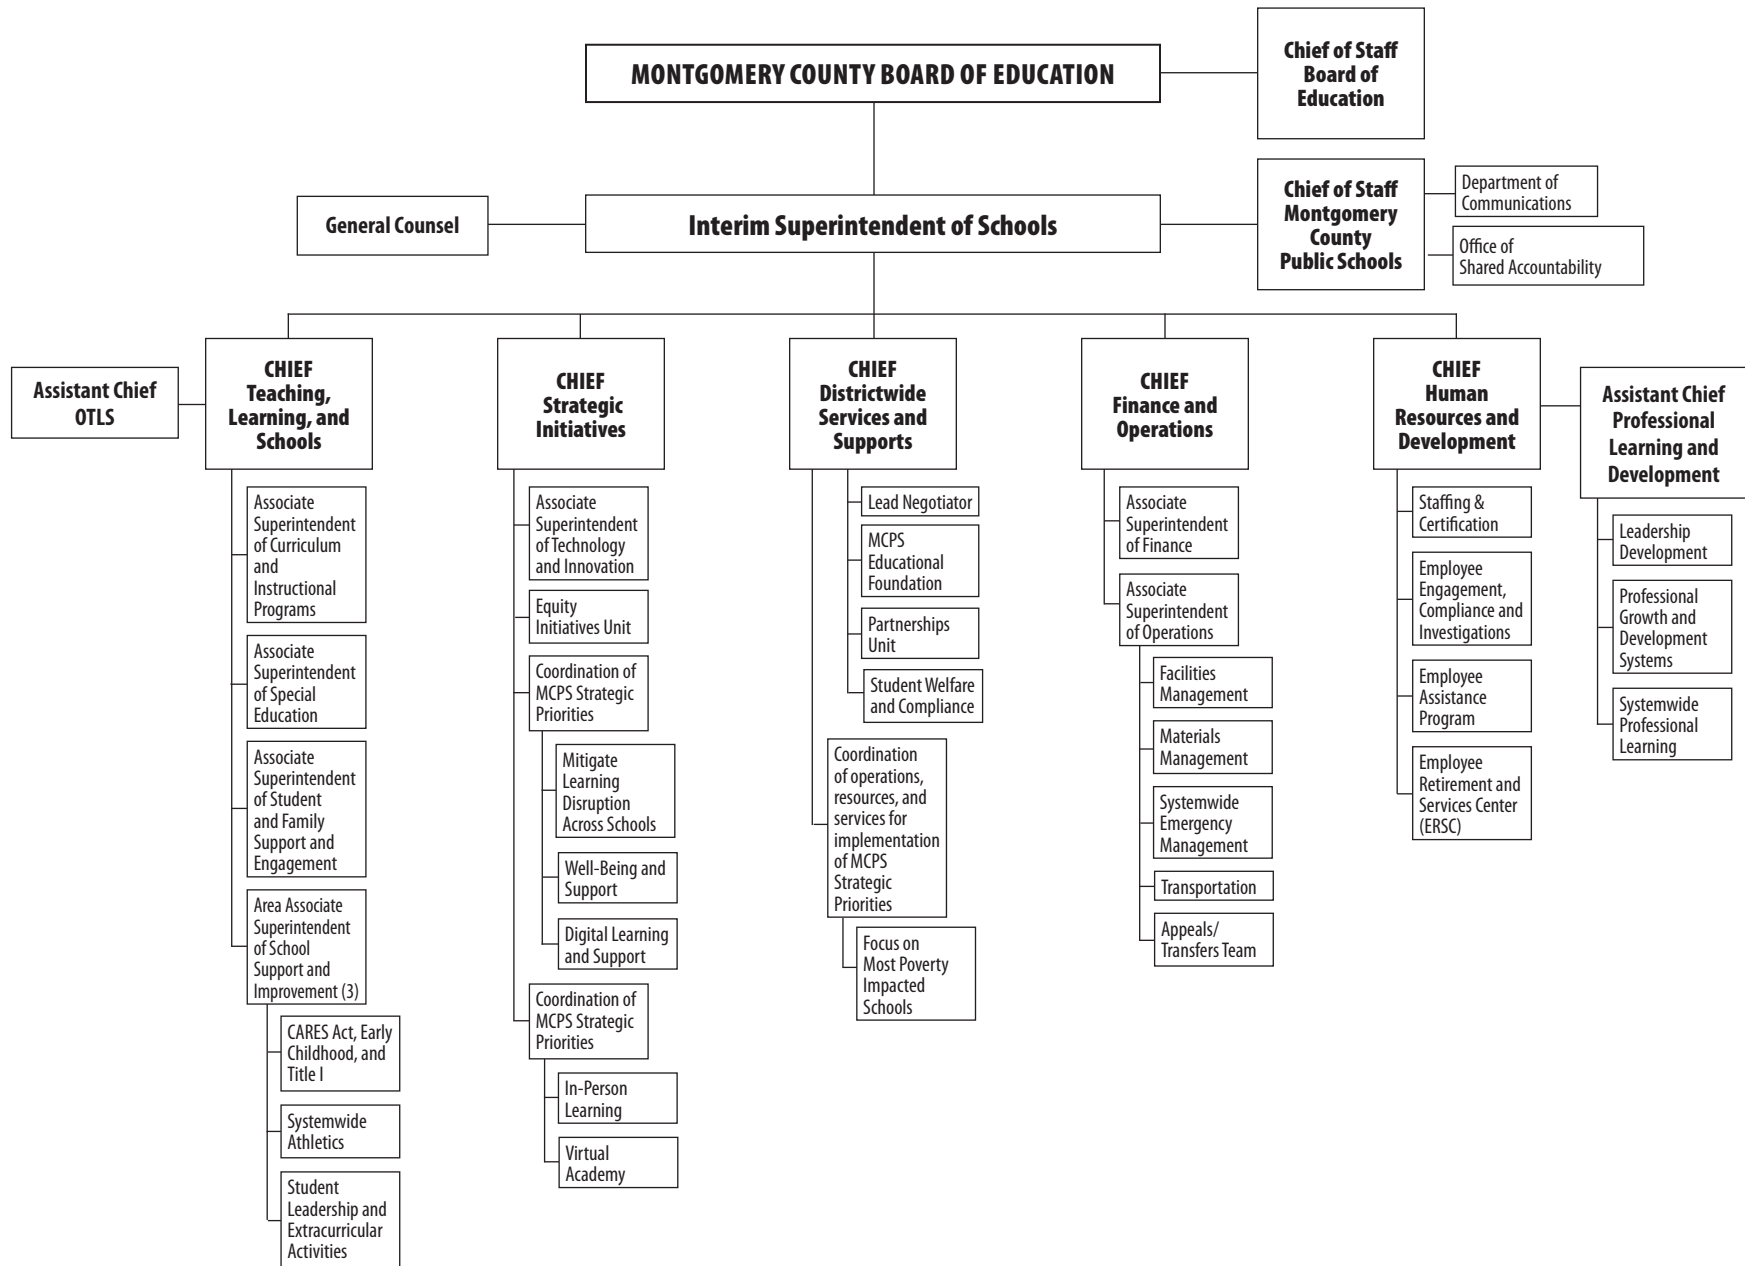 MONTGOMERY COUNTY BOARD OF EDUCATION
Chief of Staff
Board of
Education
General Counsel
Interim Superintendent of Schools
Chief of Staff
Montgomery
County
Public Schools
Department of
Communications
Office of
Shared Accountability
Assistant Chief
OTLS
CHIEF
Teaching,
Learning, and
Schools
Associate
Superintendent
of Curriculum
and
Instructional
Programs
Associate
Superintendent
of Special
Education
Associate
Superintendent
of Student
and Family
Support and
Engagement
Area Associate
Superintendent
of School
Support and
Improvement (3)
CARES Act, Early
Childhood, and
Title I
Systemwide
Athletics
Student
Leadership and
Extracurricular
Activities
CHIEF
Strategic
Initiatives
Associate
Superintendent
of Technology
and Innovation
Equity
Initiatives Unit
Coordination of
MCPS Strategic
Priorities
Mitigate
Learning
Disruption
Across Schools
Well-Being and
Support
Digital Learning
and Support
Coordination of
MCPS Strategic
Priorities
In-Person
Learning
Virtual
Academy
CHIEF
Districtwide
Services and
Supports
Lead Negotiator
MCPS
Educational
Foundation
Partnerships
Unit
Student Welfare
and Compliance
Coordination
of operations,
resources, and
services for
implementation
of MCPS
Strategic
Priorities
Focus on
Most Poverty
Impacted
Schools
CHIEF
Finance and
Operations
Associate
Superintendent
of Finance
Associate
Superintendent
of Operations
Facilities
Management
Materials
Management
Systemwide
Emergency
Management
Transportation
Appeals/
Transfers Team
CHIEF
Human
Resources and
Development
Staffing &
Certification
Employee
Engagement,
Compliance and
Investigations
Employee
Assistance
Program
Employee
Retirement and
Services Center
(ERSC)
Assistant Chief
Professional
Learning and
Development
Leadership
Development
Professional
Growth and
Development
Systems
Systemwide
Professional
Learning